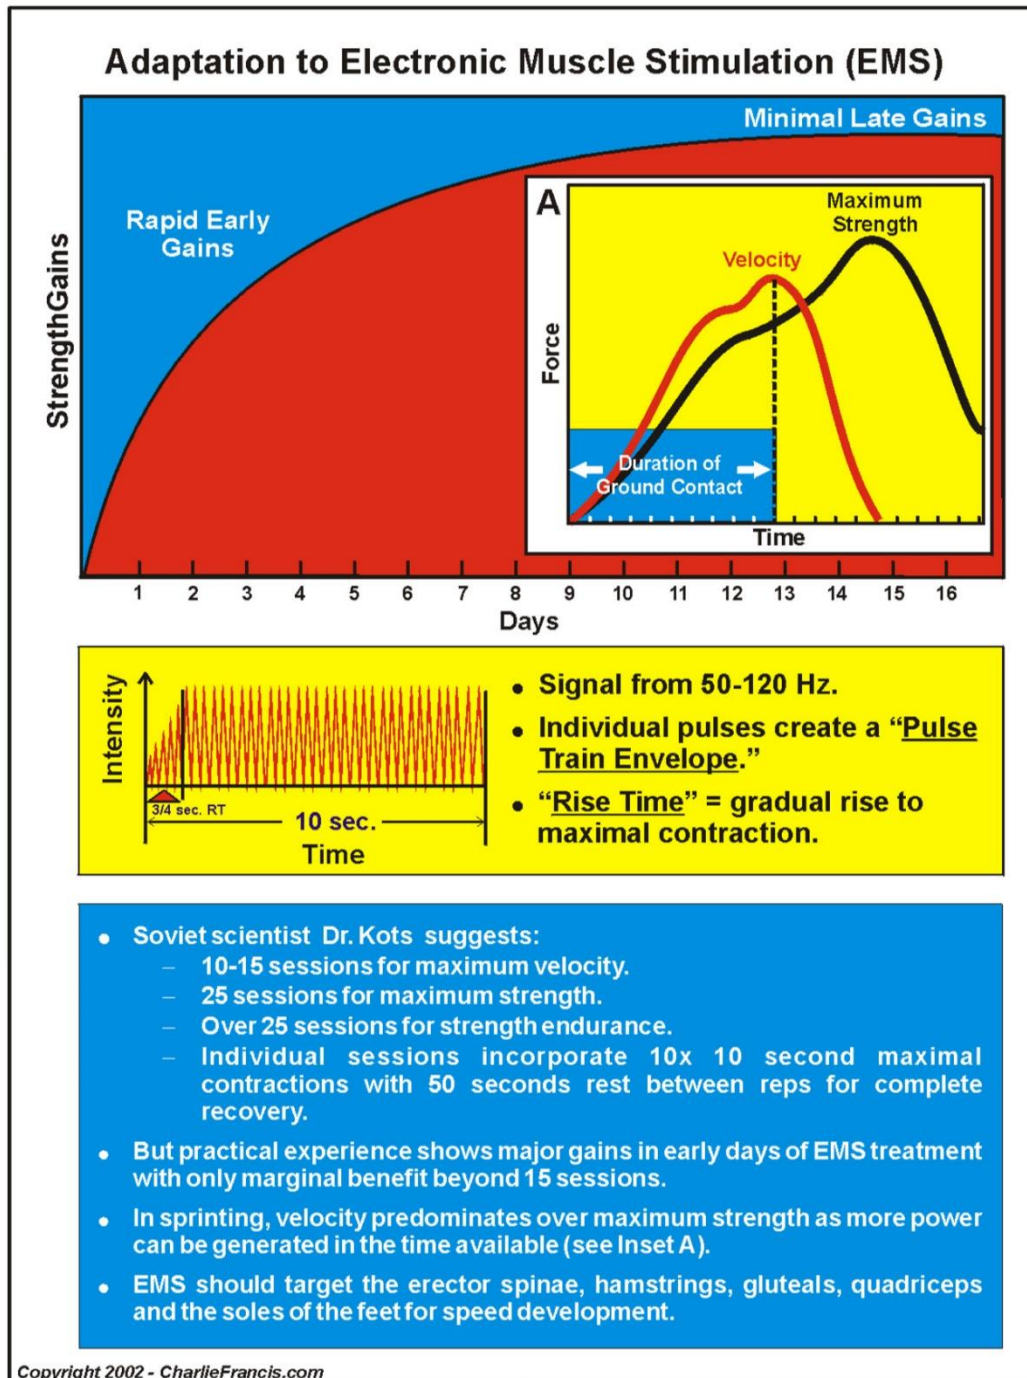 Adaptation to Electronic Muscle Stimulation (EMS)
Minimal Late Gains
Rapid Early
Gains
StrengthGains
A
Maximum
Strength
Velocity
Force
Duration of
Ground Contact
Time
1 2 3 4 5 6 7 8 9 10 11 12 13 14 15 16
Days
Intensity
3/4 sec. RT
10 sec.
Time
• Signal from 50-120 Hz.
• Individual pulses create a “Pulse
Train Envelope.”
• “Rise Time” = gradual rise to
maximal contraction.
• Soviet scientist Dr. Kots suggests:
– 10-15 sessions for maximum velocity.
– 25 sessions for maximum strength.
– Over 25 sessions for strength endurance.
– Individual sessions incorporate 10x 10 second maximal
contractions with 50 seconds rest between reps for complete
recovery.
• But practical experience shows major gains in early days of EMS treatment
with only marginal benefit beyond 15 sessions.
• In sprinting, velocity predominates over maximum strength as more power
can be generated in the time available (see Inset A).
• EMS should target the erector spinae, hamstrings, gluteals, quadriceps
and the soles of the feet for speed development.
Copyright 2002 - CharlieFrancis.com